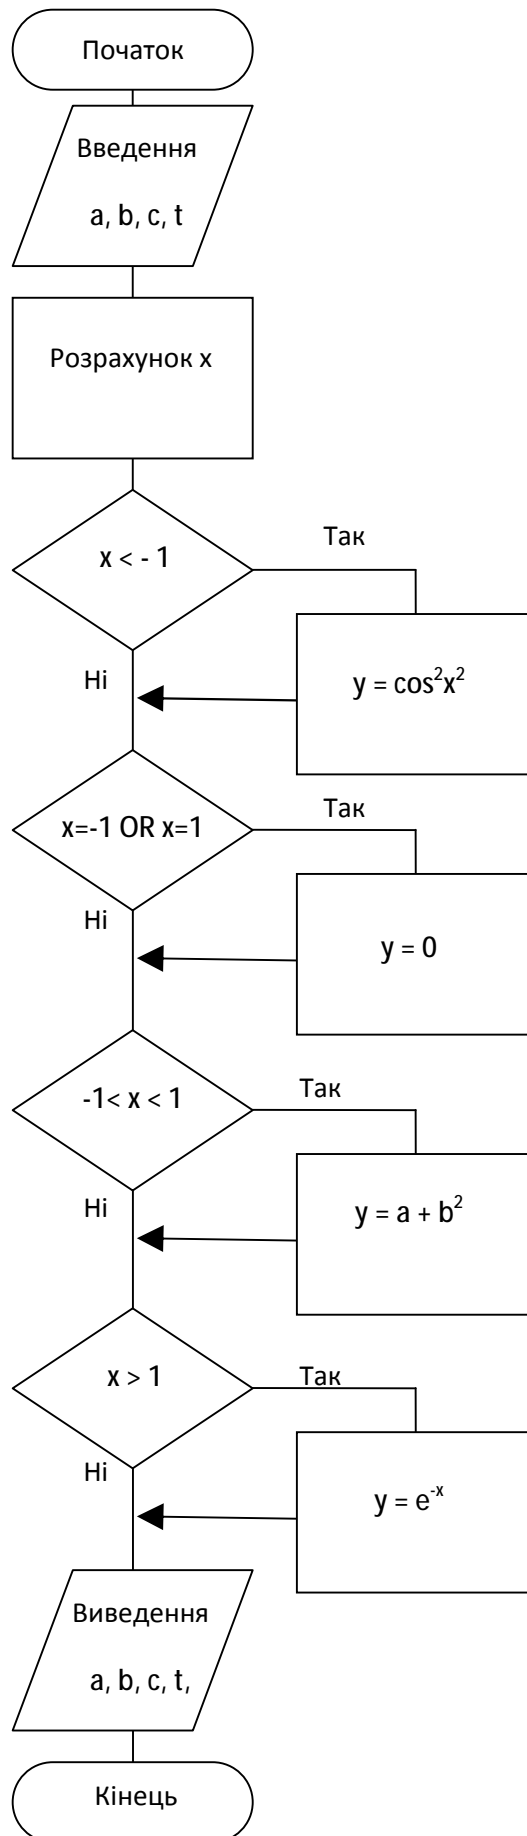 Початок
Введення
a, b, c, t
Розрахунок x
x < - 1
Так
Ні
y = cos²x²
x=-1 OR x=1
Так
Ні
y = 0
-1< x < 1
Так
Ні
y = a + b²
x > 1
Так
Ні
y = e⁻ˣ
Виведення
a, b, c, t,
Кінець